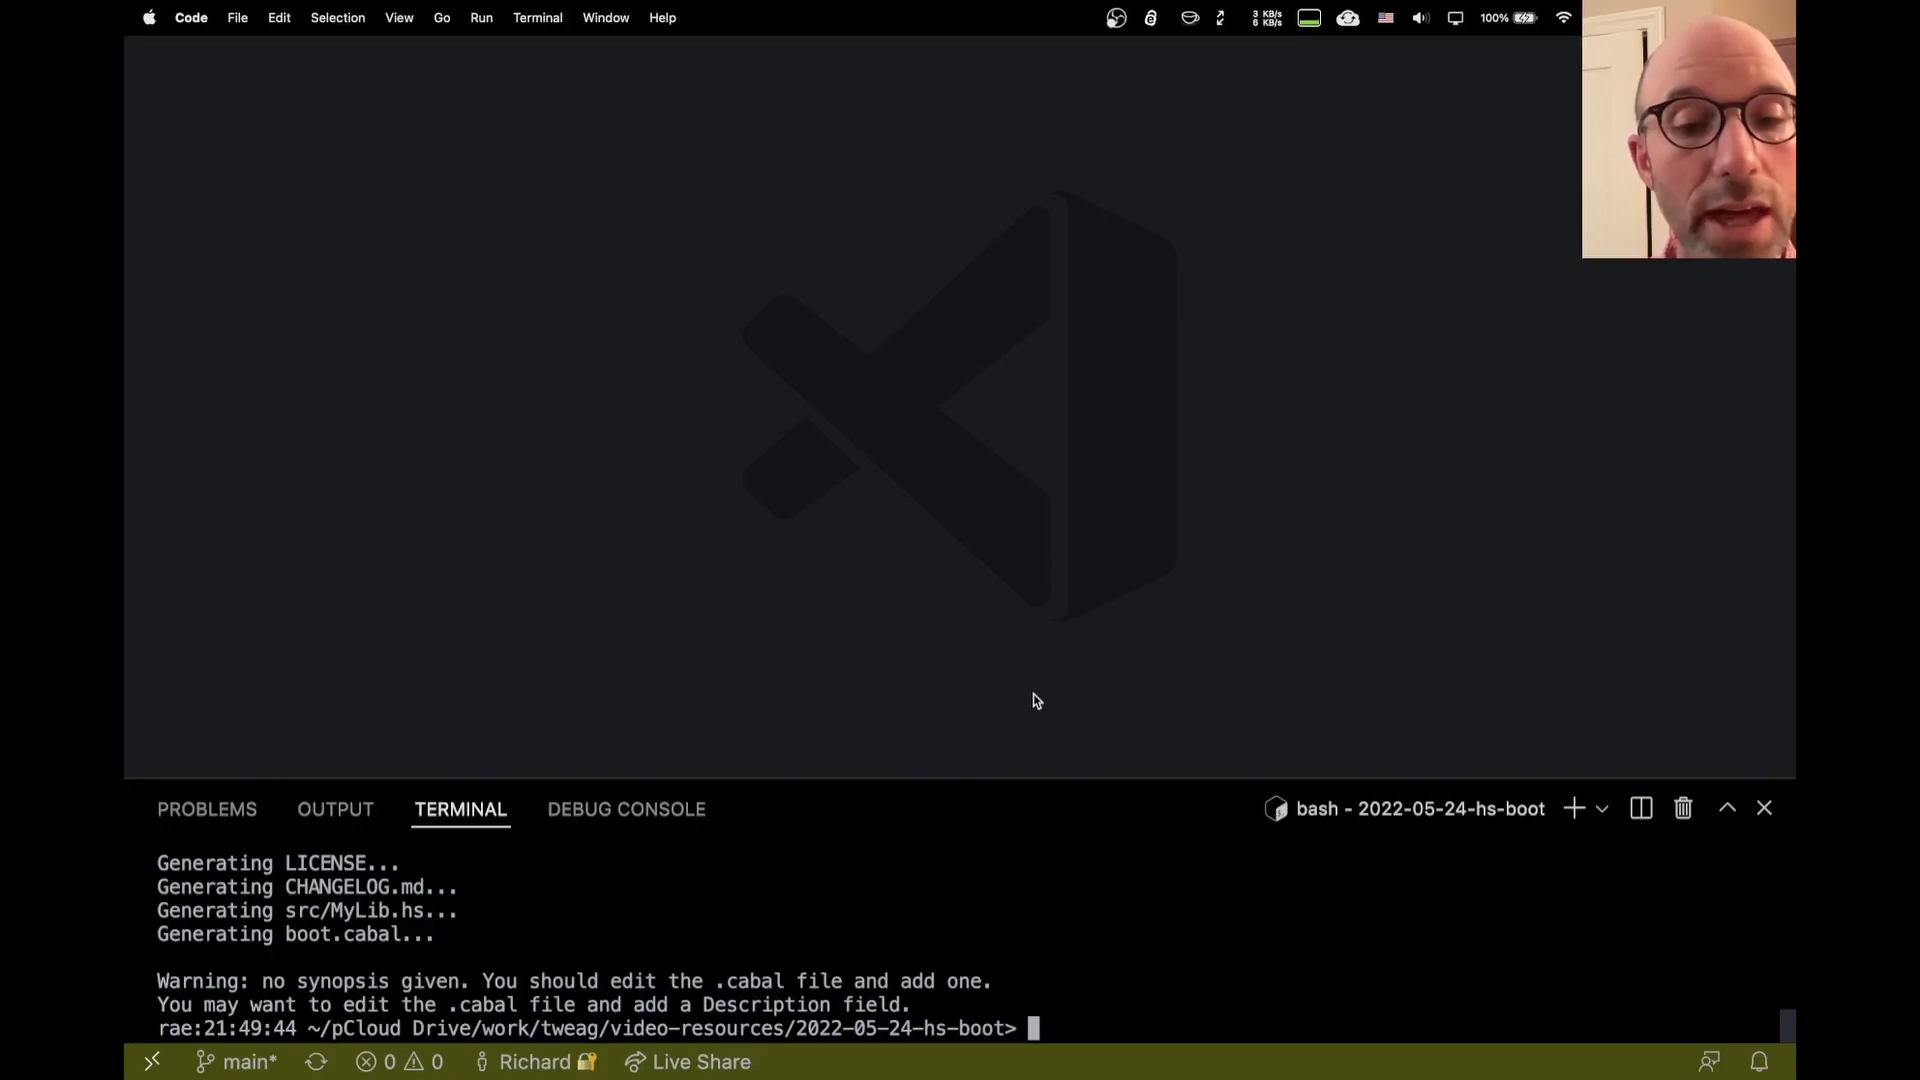 Code File Edit Selection View Go Run Terminal Window Help
3 KB/s
6 KB/s
100%
PROBLEMS OUTPUT TERMINAL DEBUG CONSOLE
bash - 2022-05-24-hs-boot
Generating LICENSE...
Generating CHANGELOG.md...
Generating src/MyLib.hs...
Generating boot.cabal...
Warning: no synopsis given. You should edit the .cabal file and add one.
You may want to edit the .cabal file and add a Description field.
rae:21:49:44 ~/pCloud Drive/work/tweag/video-resources/2022-05-24-hs-boot>
main* 0 0 Richard Live Share